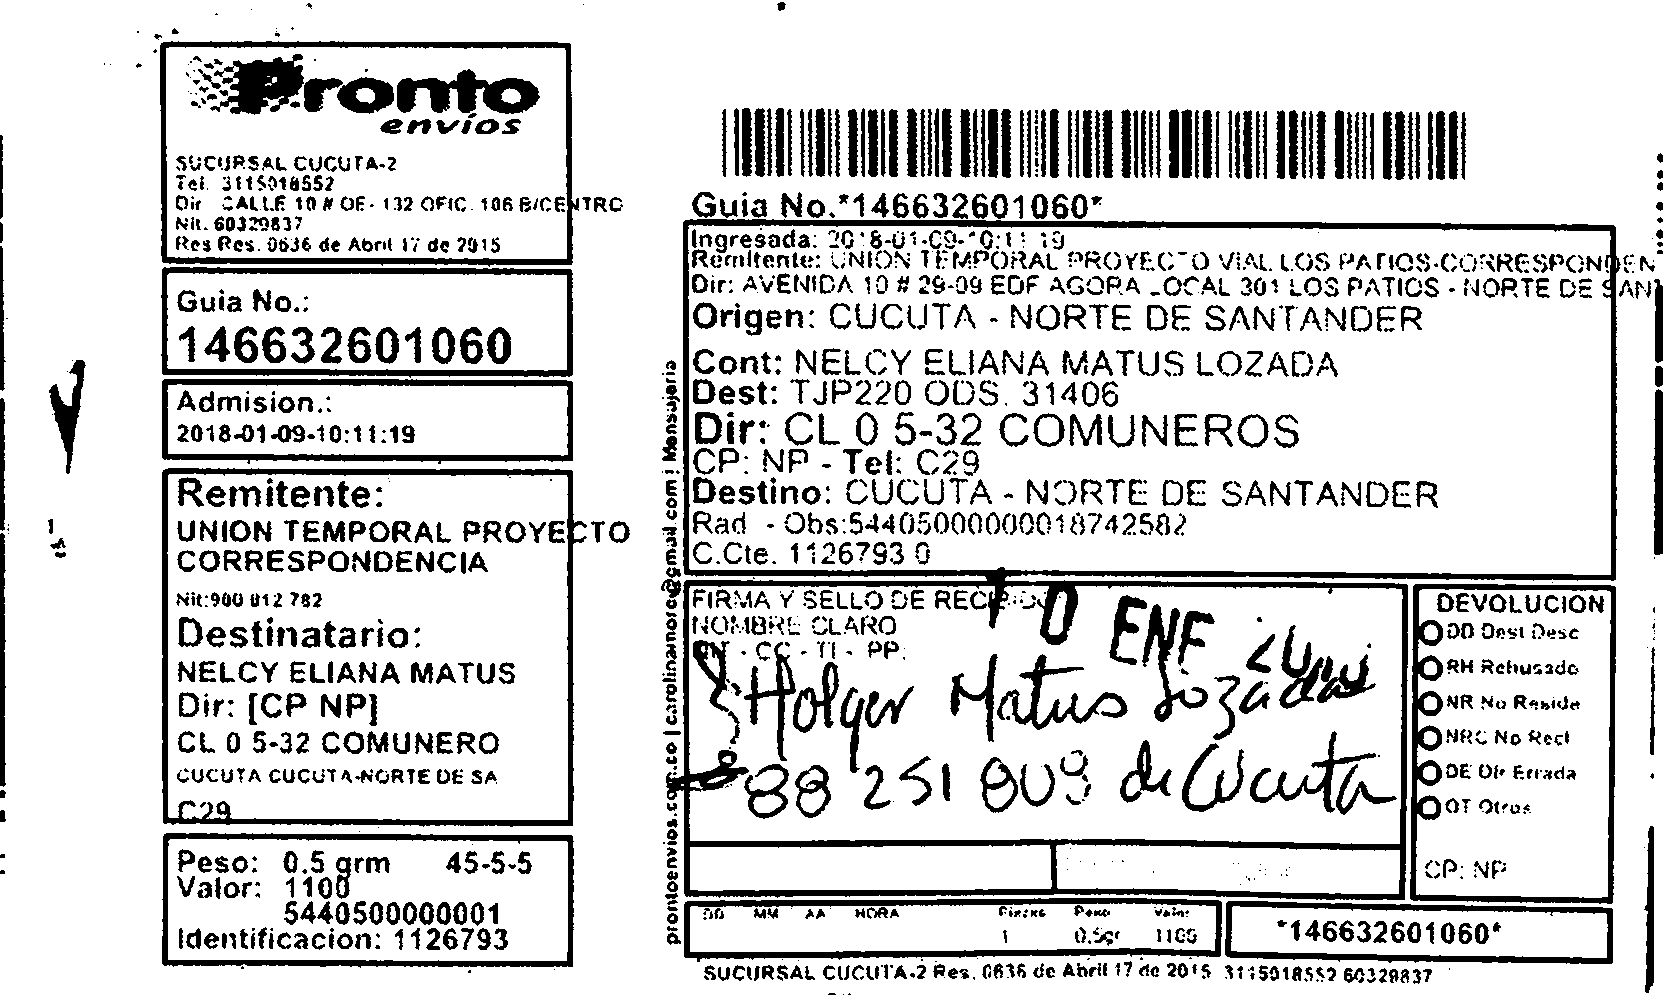 Pronto
envíos
SUCURSAL CUCUTA-2
Tel. 3115018552
Dir CALLE 10 # OE- 132 OFIC. 106 B/CENTRO
Nit. 60329837
Res Res. 0636 de Abril 17 de 2015
Guia No.:
146632601060
Admision.:
2018-01-09-10:11:19
Remitente:
UNION TEMPORAL PROYECTO
CORRESPONDENCIA
Nit:900 812 782
Destinatario:
NELCY ELIANA MATUS
Dir: [CP NP]
CL 0 5-32 COMUNERO
CUCUTA CUCUTA-NORTE DE SA
C29
Peso: 0.5 grm 45-5-5
Valor: 1100
5440500000001
Identificacion: 1126793
prontoenvios.com.co | carolinamoro@gmail.com | Mensajeria
Guia No.*146632601060*
Ingresada: 2018-01-09-10:11:19
Remitente: UNION TEMPORAL PROYECTO VIAL LOS PATIOS-CORRESPONDEN
Dir: AVENIDA 10 # 29-09 EDF AGORA LOCAL 301 LOS PATIOS - NORTE DE SAN
Origen: CUCUTA - NORTE DE SANTANDER
Cont: NELCY ELIANA MATUS LOZADA
Dest: TJP220 ODS. 31406
Dir: CL 0 5-32 COMUNEROS
CP: NP - Tel: C29
Destino: CUCUTA - NORTE DE SANTANDER
Rad - Obs:54405000000018742582
C.Cte. 1126793 0
FIRMA Y SELLO DE RECIBIDO
NOMBRE CLARO
NT - CC - TI - PP:
10 ENE
Holger Matus Lozada
88 251 809 de Cucuta
DEVOLUCION
DD Dest Desc
RH Rehusado
NR No Reside
NRC No Recl
DE Dir Errada
OT Otros
CP: NP
DD MM AA HORA Piezas Peso Valor
1 0.5gr 1100
*146632601060*
SUCURSAL CUCUTA-2 Res. 0636 de Abril 17 de 2015 3115018552 60329837